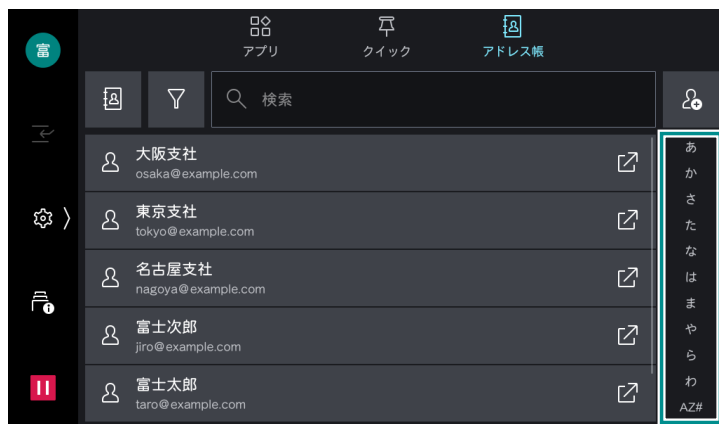 富
アプリ
クイック
アドレス帳
検索
大阪支社
osaka@example.com
東京支社
tokyo@example.com
名古屋支社
nagoya@example.com
富士次郎
jiro@example.com
富士太郎
taro@example.com
あ
か
さ
た
な
は
ま
や
ら
わ
AZ#